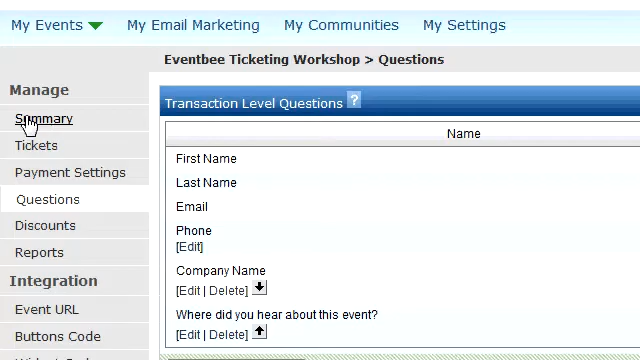 My Events My Email Marketing My Communities My Settings
Eventbee Ticketing Workshop > Questions
Manage
Summary
Tickets
Payment Settings
Questions
Discounts
Reports
Integration
Event URL
Buttons Code
Transaction Level Questions ?
Name
First Name
Last Name
Email
Phone
[Edit]
Company Name
[Edit | Delete]
Where did you hear about this event?
[Edit | Delete]